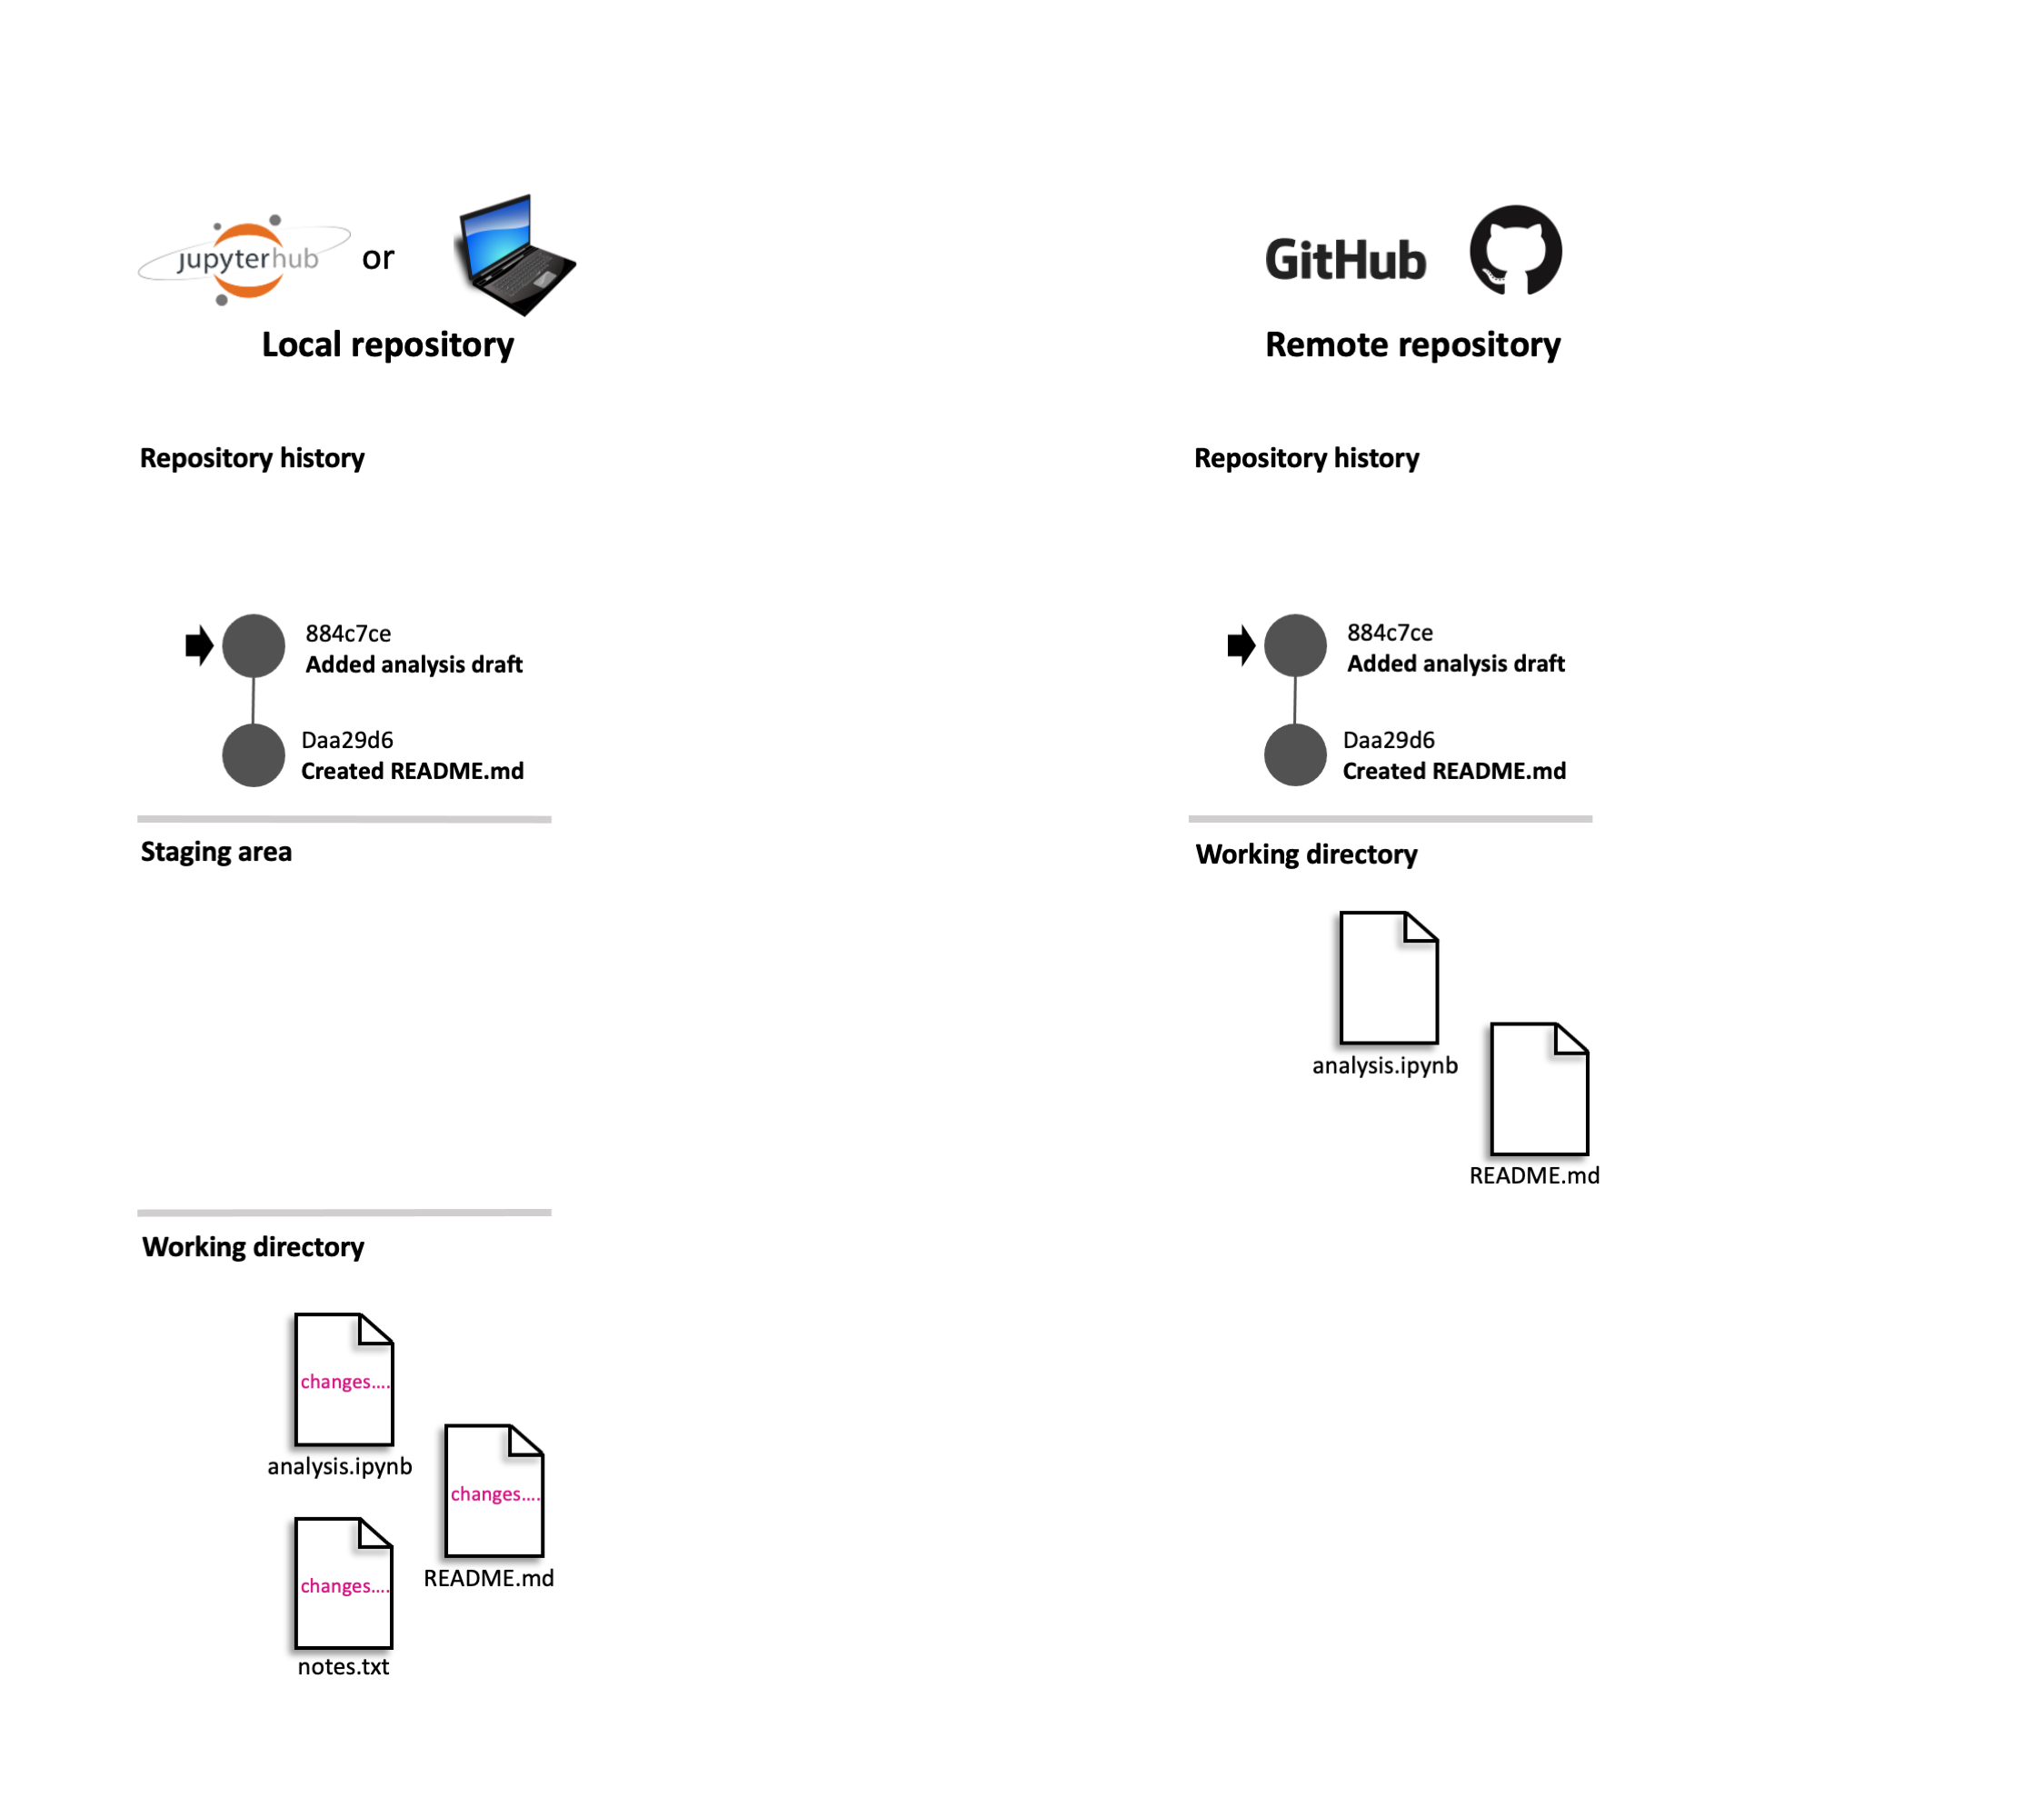 jupyterhub or
Local repository
Repository history
884c7ce
Added analysis draft
Daa29d6
Created README.md
Staging area
Working directory
changes....
analysis.ipynb
changes....
README.md
changes....
notes.txt
GitHub
Remote repository
Repository history
884c7ce
Added analysis draft
Daa29d6
Created README.md
Working directory
analysis.ipynb
README.md